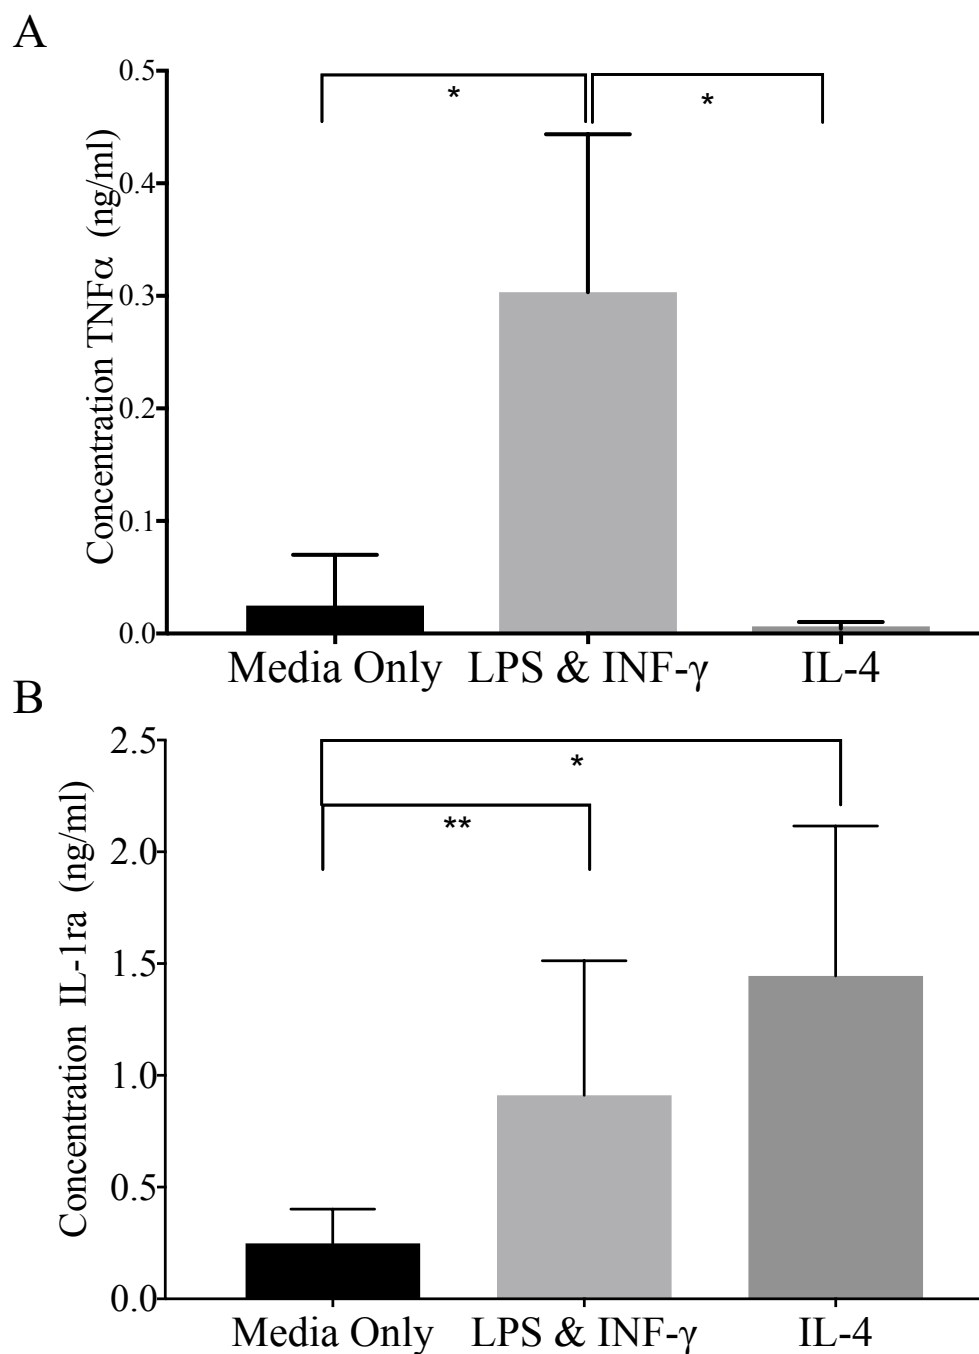 A
Concentration TNFα (ng/ml)
0.5
0.4
0.3
0.2
0.1
0.0
*
*
Media Only
LPS & INF-γ
IL-4
B
Concentration IL-1ra (ng/ml)
2.5
2.0
1.5
1.0
0.5
0.0
*
**
Media Only
LPS & INF-γ
IL-4